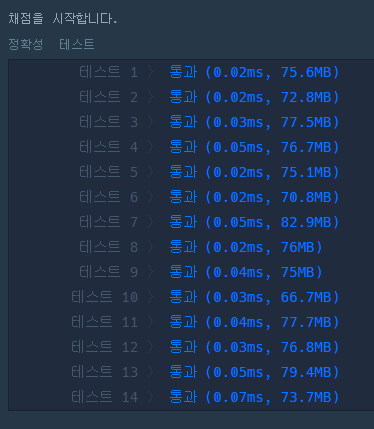 채점을 시작합니다.
정확성 테스트
테스트 1 〉 통과 (0.02ms, 75.6MB)
테스트 2 〉 통과 (0.02ms, 72.8MB)
테스트 3 〉 통과 (0.03ms, 77.5MB)
테스트 4 〉 통과 (0.05ms, 76.7MB)
테스트 5 〉 통과 (0.02ms, 75.1MB)
테스트 6 〉 통과 (0.02ms, 70.8MB)
테스트 7 〉 통과 (0.05ms, 82.9MB)
테스트 8 〉 통과 (0.02ms, 76MB)
테스트 9 〉 통과 (0.04ms, 75MB)
테스트 10 〉 통과 (0.03ms, 66.7MB)
테스트 11 〉 통과 (0.04ms, 77.7MB)
테스트 12 〉 통과 (0.03ms, 76.8MB)
테스트 13 〉 통과 (0.05ms, 79.4MB)
테스트 14 〉 통과 (0.07ms, 73.7MB)